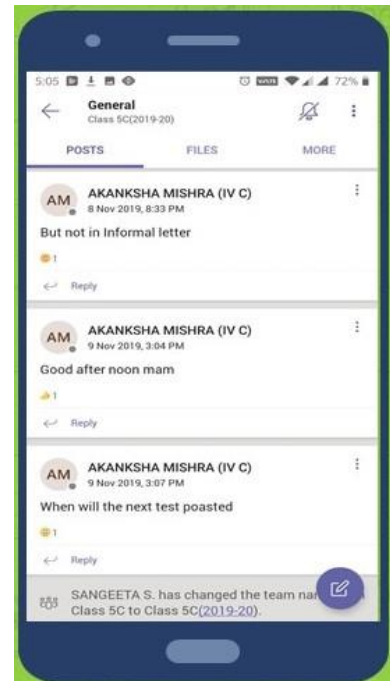 5:05 72%
General
Class 5C(2019-20)
POSTS FILES MORE
AM AKANKSHA MISHRA (IV C)
8 Nov 2019, 8:33 PM
But not in Informal letter
1
Reply
AM AKANKSHA MISHRA (IV C)
9 Nov 2019, 3:04 PM
Good after noon mam
1
Reply
AM AKANKSHA MISHRA (IV C)
9 Nov 2019, 3:07 PM
When will the next test poasted
1
Reply
SANGEETA S. has changed the team
Class 5C to Class 5C(2019-20).